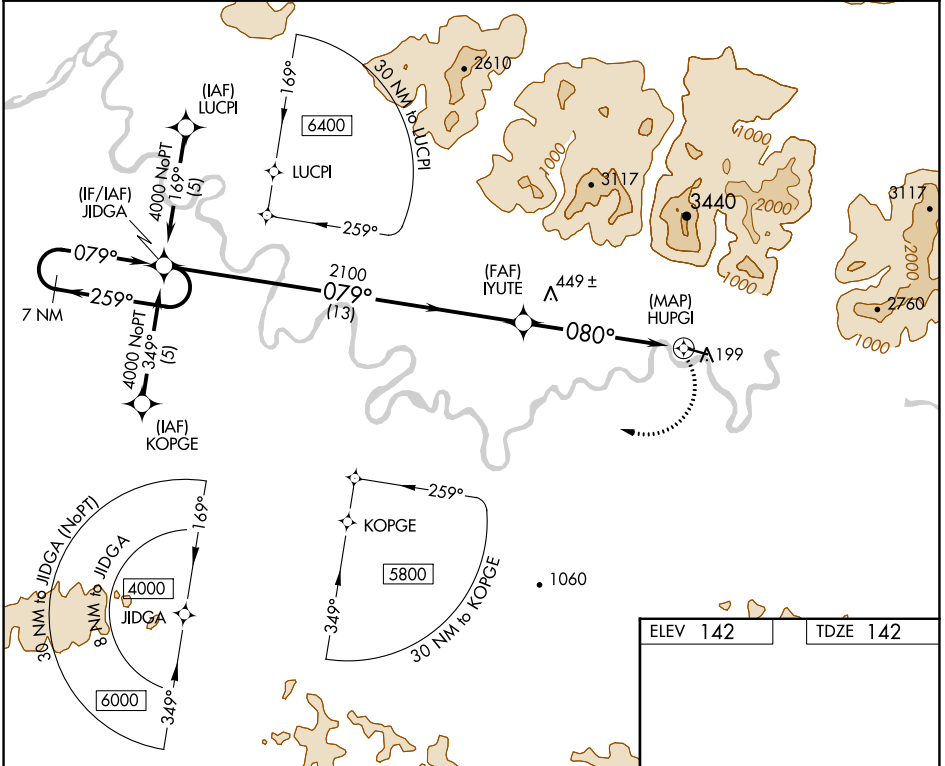 2610
30 NM to LUCPI
169°
6400
LUCPI
259°
(IAF)
LUCPI
4000 NoPT
169°
(5)
(IF/IAF)
JIDGA
079°
259°
7 NM
4000 NoPT
349°
(5)
(IAF)
KOPGE
2100
079°
(13)
(FAF)
IYUTE
449 ±
080°
(MAP)
HUPGI
199
1000
3117
3440
1000
2000
1000
3117
2000
2760
1000
30 NM to JIDGA (NoPT)
8 NM to JIDGA
169°
4000
JIDGA
6000
349°
259°
KOPGE
5800
349°
30 NM to KOPGE
1060
ELEV 142
TDZE 142